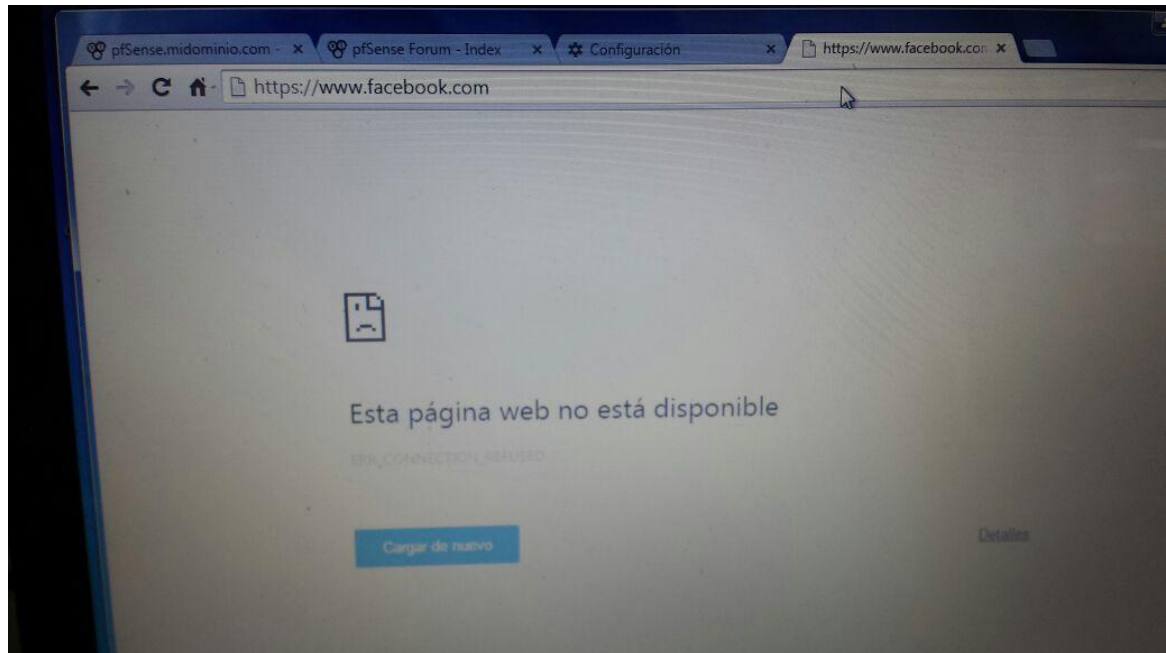 pfSense.midominio.com -
pfSense Forum - Index
Configuración
https://www.facebook.con
https://www.facebook.com
Esta página web no está disponible
ERR_CONNECTION_REFUSED
Cargar de nuevo
Detalles